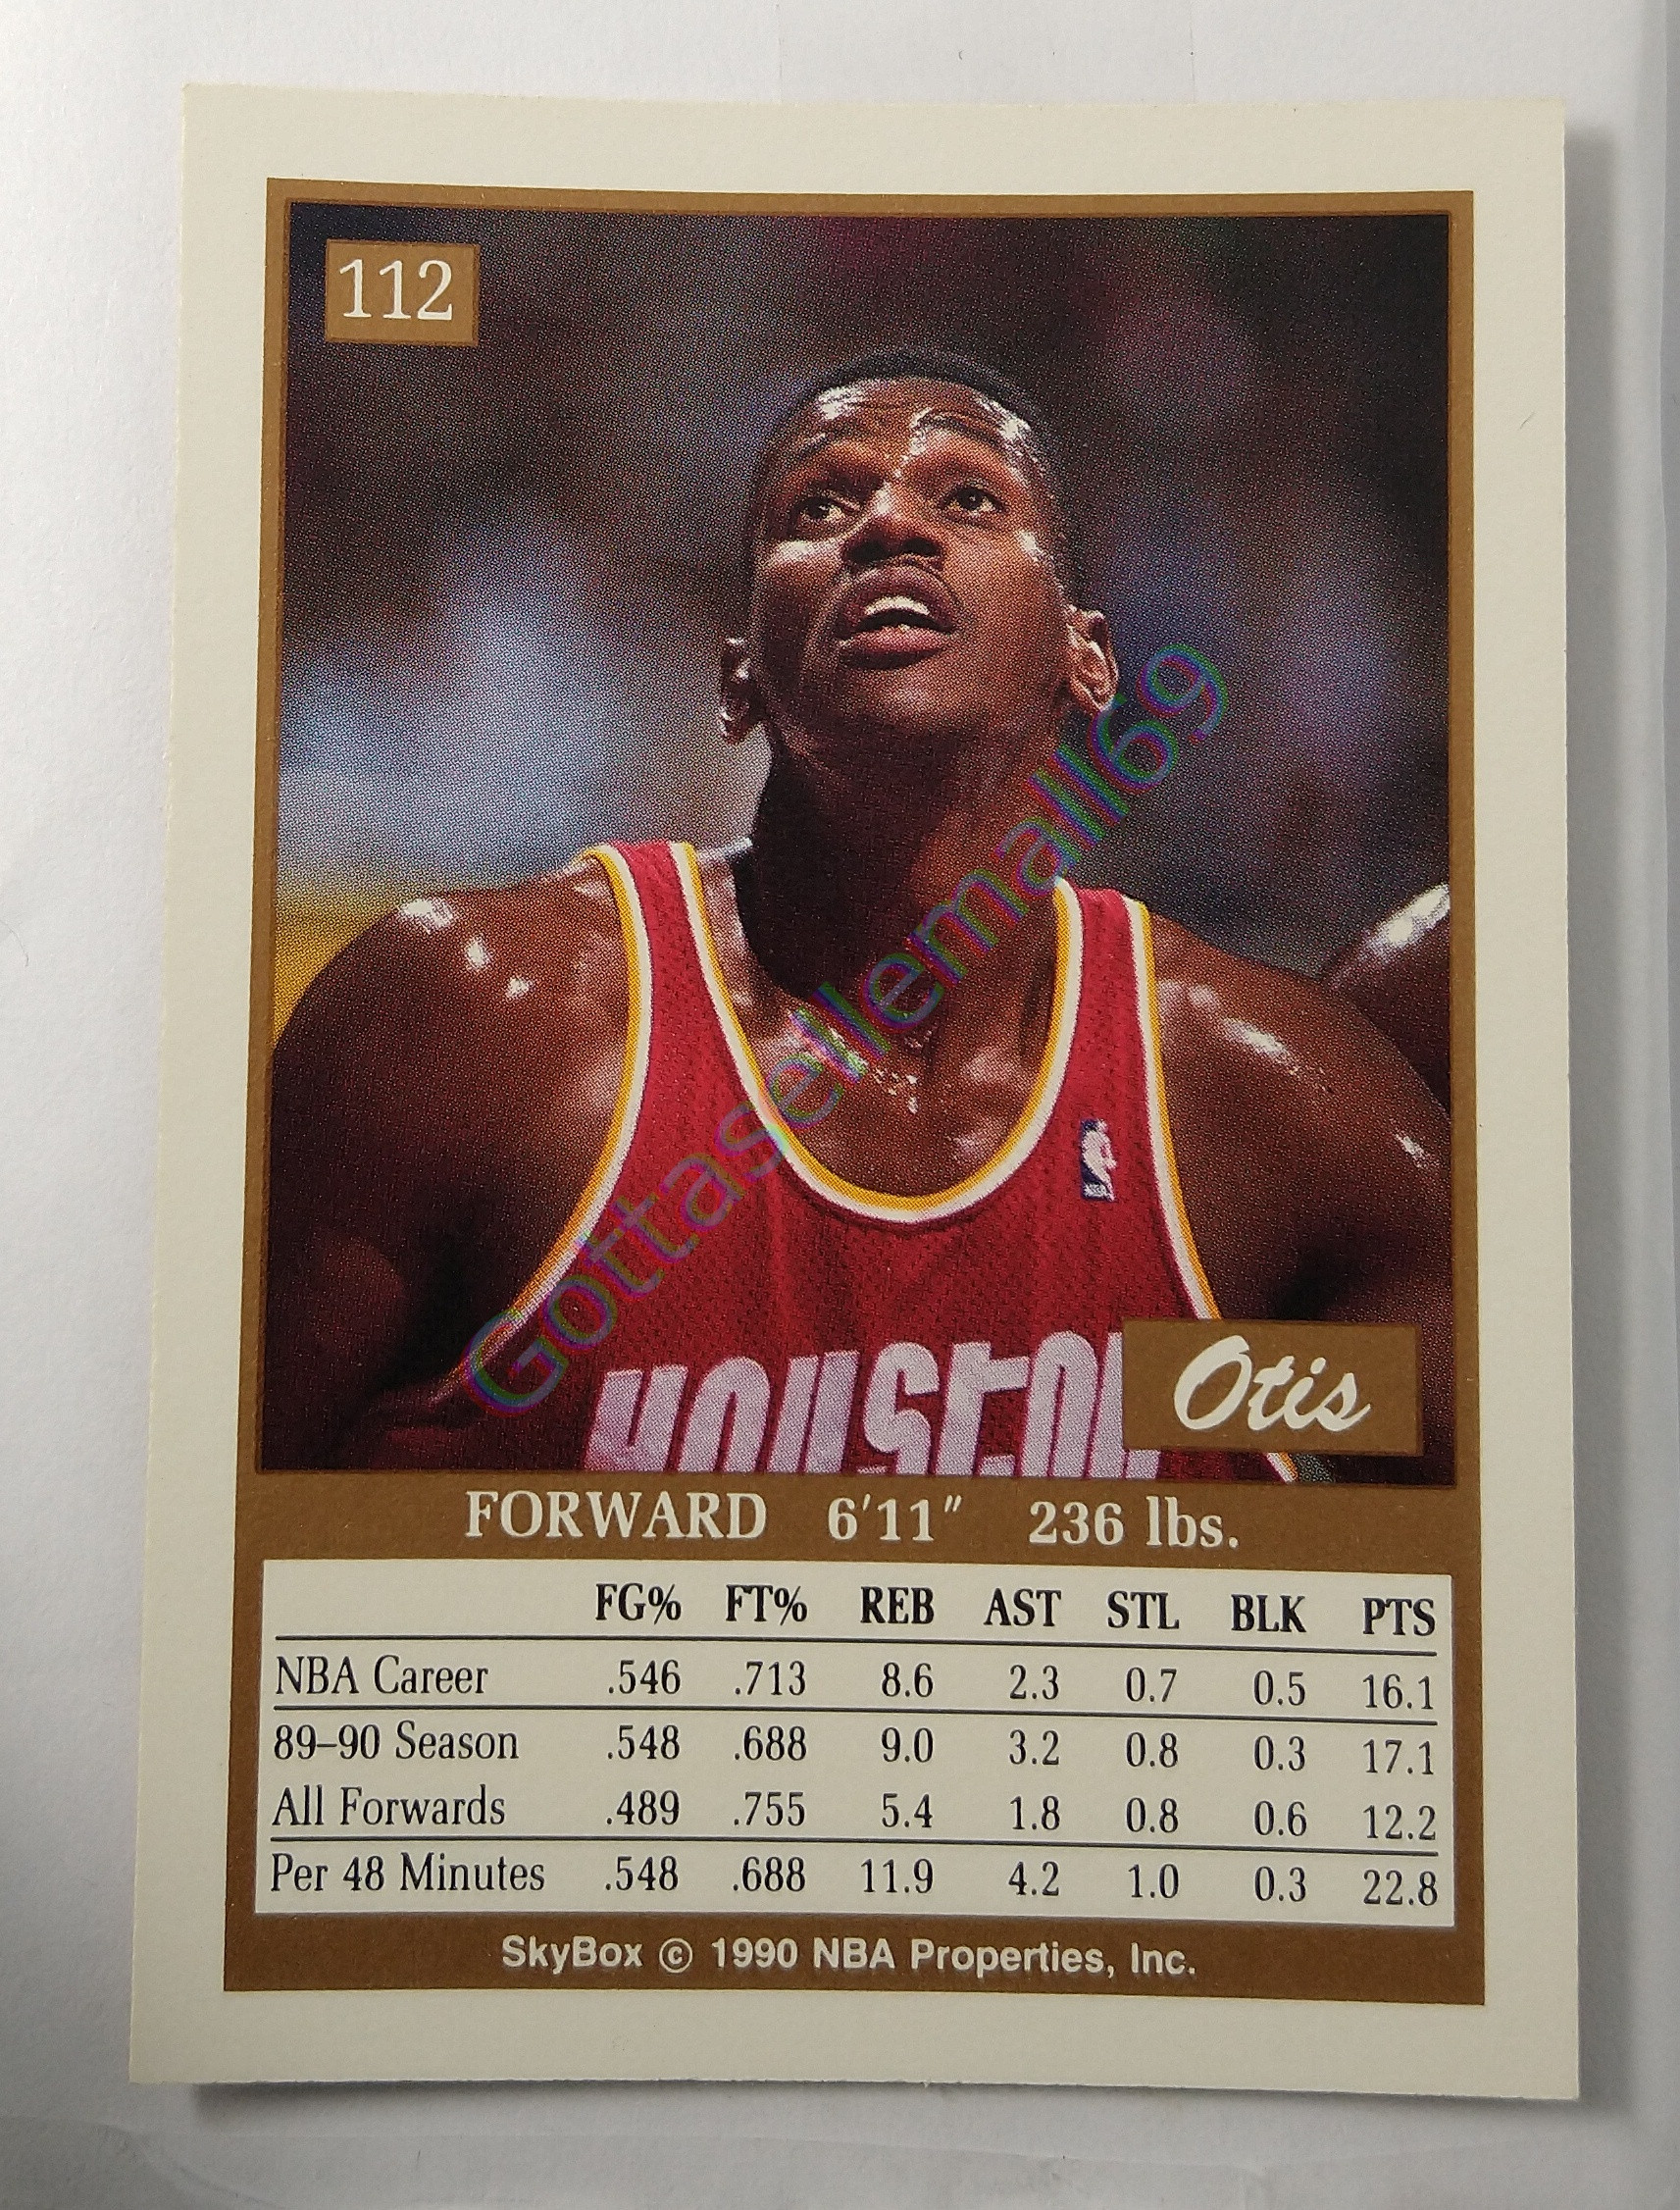 112
Gottasellemall69
NBA
HOUSTON
Otis
FORWARD 6'11" 236 lbs.
FG% FT% REB AST STL BLK PTS
NBA Career .546 .713 8.6 2.3 0.7 0.5 16.1
89–90 Season .548 .688 9.0 3.2 0.8 0.3 17.1
All Forwards .489 .755 5.4 1.8 0.8 0.6 12.2
Per 48 Minutes .548 .688 11.9 4.2 1.0 0.3 22.8
SkyBox © 1990 NBA Properties, Inc.